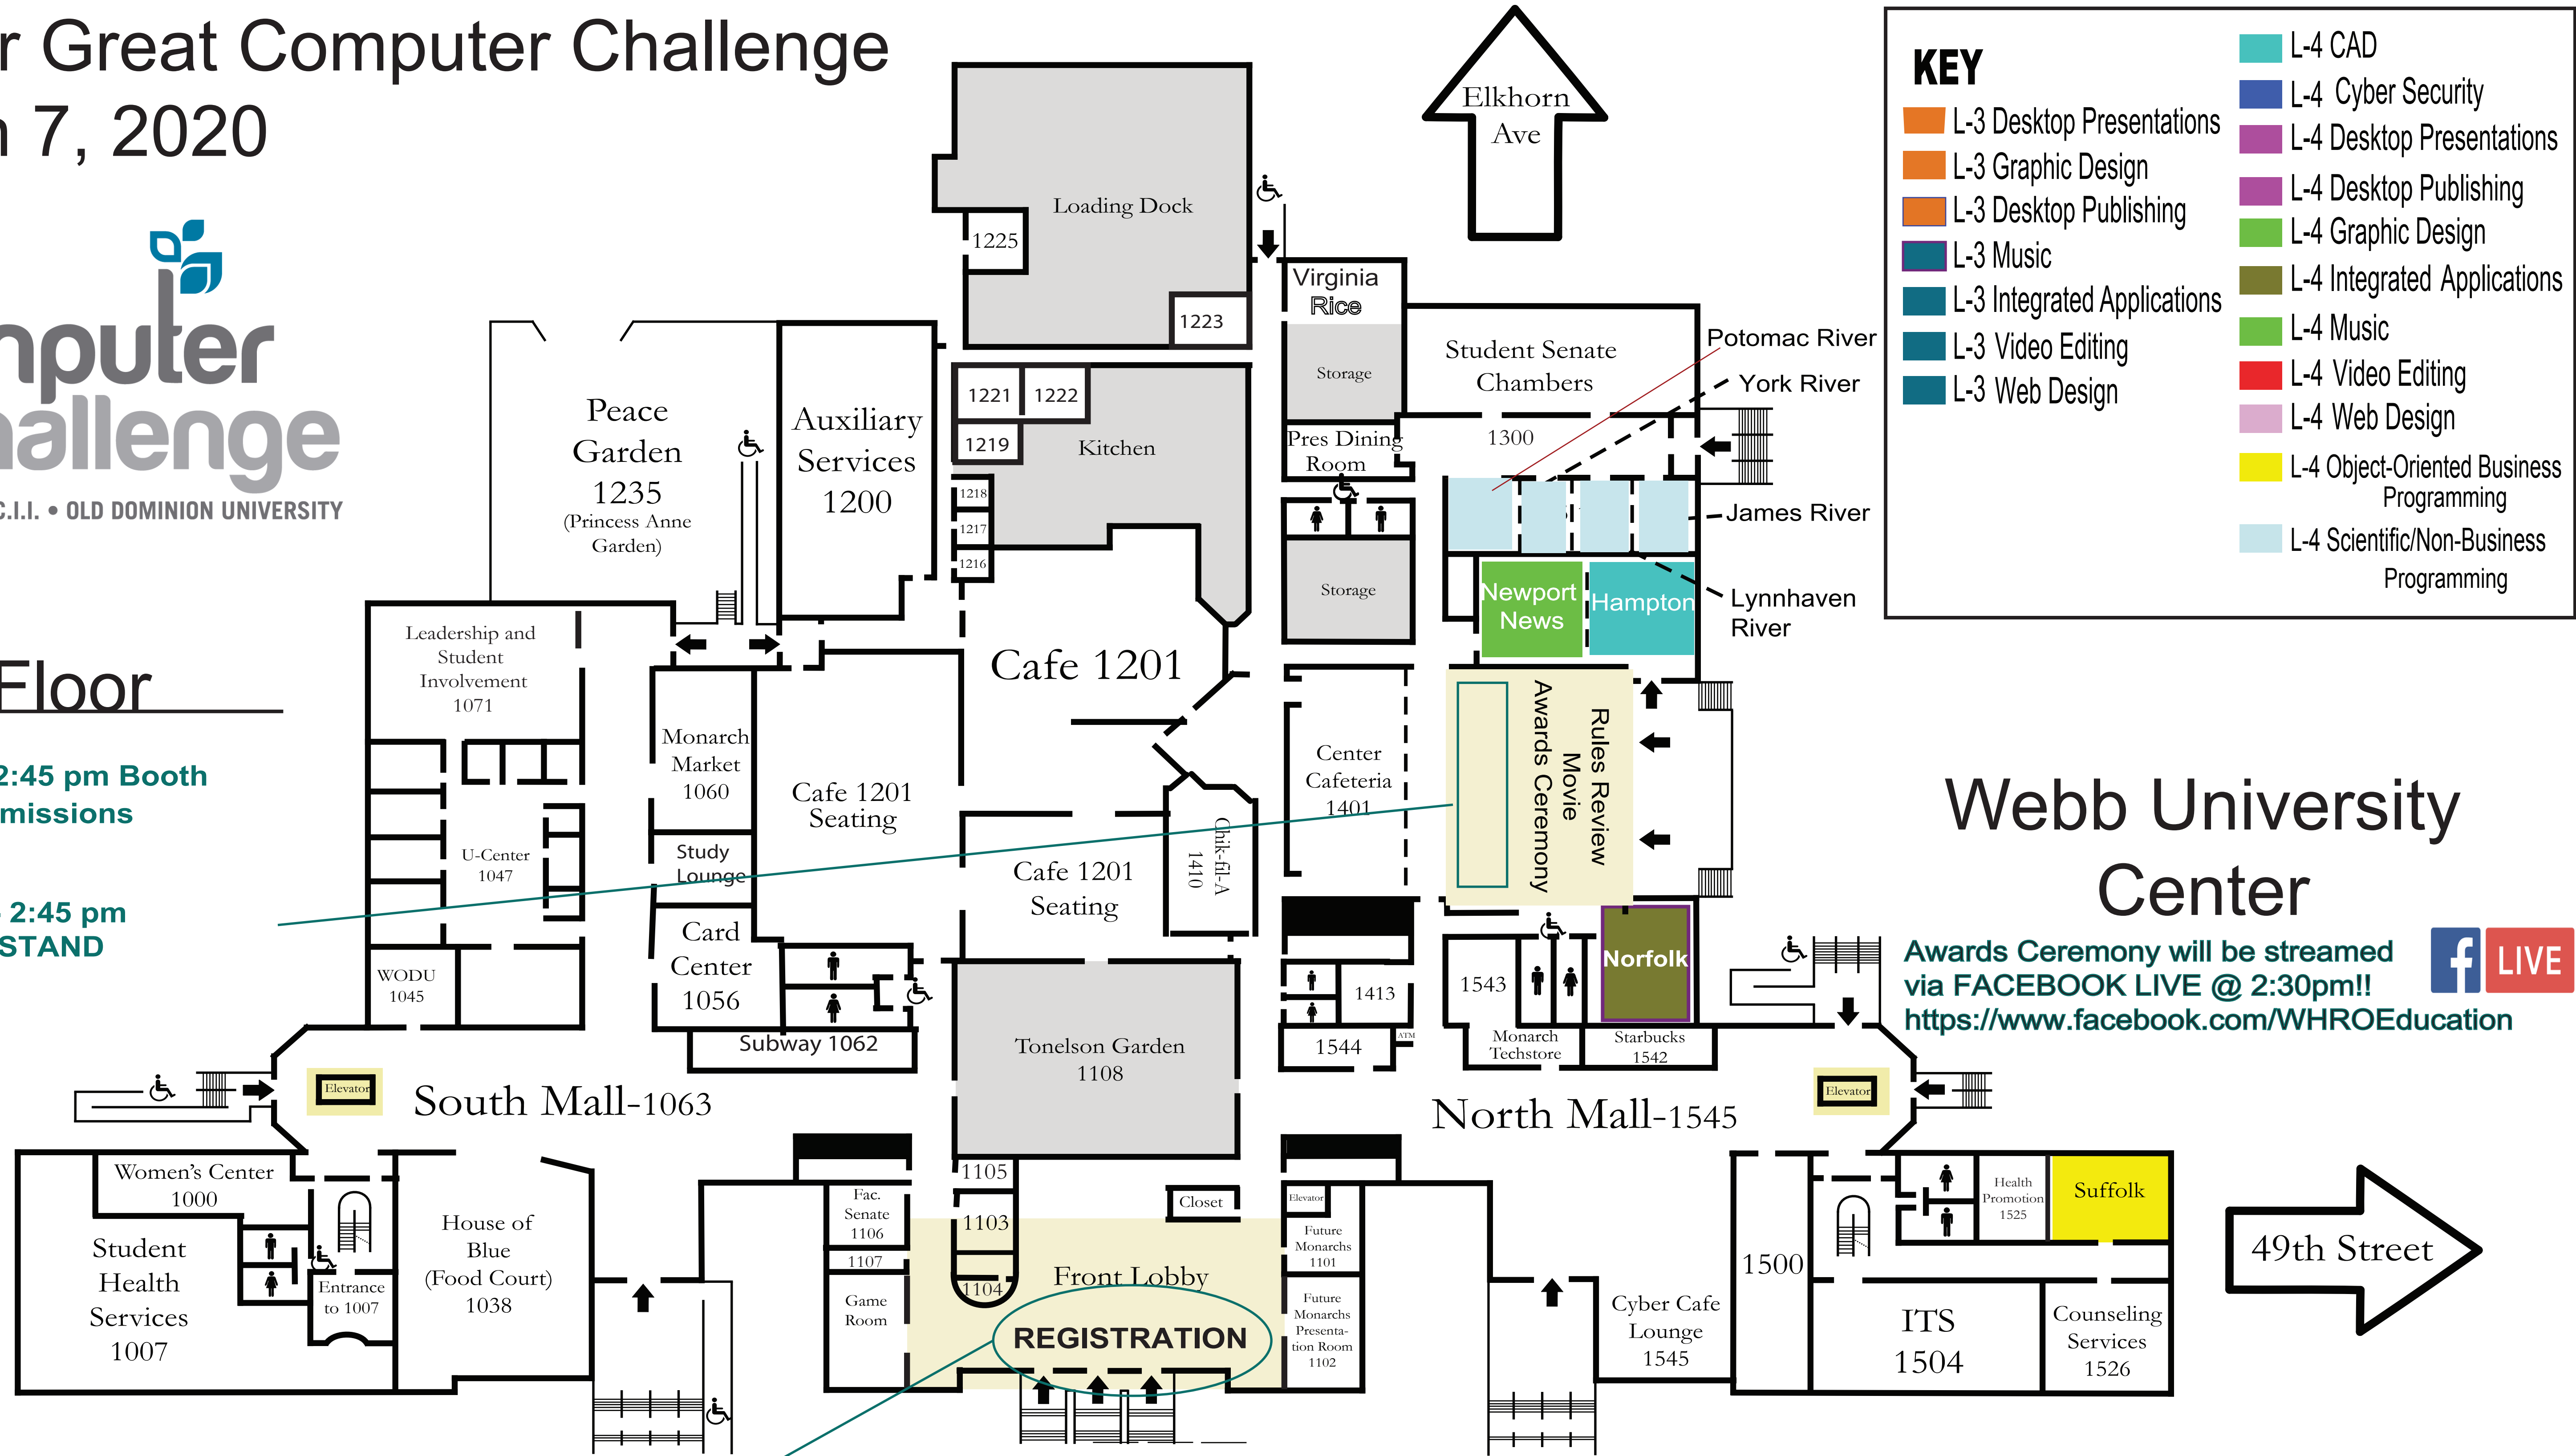 r Great Computer Challenge
h 7, 2020
mputer
hallenge
C.I.I. • OLD DOMINION UNIVERSITY
Floor
2:45 pm Booth
missions
2:45 pm
STAND
Elkhorn
Ave
KEY
L-3 Desktop Presentations
L-3 Graphic Design
L-3 Desktop Publishing
L-3 Music
L-3 Integrated Applications
L-3 Video Editing
L-3 Web Design
L-4 CAD
L-4 Cyber Security
L-4 Desktop Presentations
L-4 Desktop Publishing
L-4 Graphic Design
L-4 Integrated Applications
L-4 Music
L-4 Video Editing
L-4 Web Design
L-4 Object-Oriented Business
Programming
L-4 Scientific/Non-Business
Programming
Loading Dock
1225
1223
Virginia
Rice
Storage
Student Senate
Chambers
Potomac River
York River
James River
Lynnhaven
River
Peace
Garden
1235
(Princess Anne
Garden)
Auxiliary
Services
1200
1221
1222
1219
Kitchen
1218
1217
1216
Pres Dining
Room
1300
Storage
Newport
News
Hampton
Leadership and
Student
Involvement
1071
Cafe 1201
Monarch
Market
1060
Cafe 1201
Seating
Center
Cafeteria
1401
Rules Review
Movie
Awards Ceremony
U-Center
1047
Study
Lounge
Cafe 1201
Seating
Chik-fil-A
1410
Card
Center
1056
WODU
1045
Subway 1062
Tonelson Garden
1108
1413
1544
ATM
1543
Norfolk
Monarch
Techstore
Starbucks
1542
Webb University
Center
Awards Ceremony will be streamed
via FACEBOOK LIVE @ 2:30pm!!
https://www.facebook.com/WHROEducation
f LIVE
Elevator
South Mall-1063
North Mall-1545
Elevator
Women's Center
1000
Student
Health
Services
1007
Entrance
to 1007
House of
Blue
(Food Court)
1038
Fac.
Senate
1106
1107
Game
Room
1105
1103
1104
Closet
Front Lobby
REGISTRATION
Elevator
Future
Monarchs
1101
Future
Monarchs
Presenta-
tion Room
1102
Cyber Cafe
Lounge
1545
1500
Health
Promotion
1525
Suffolk
ITS
1504
Counseling
Services
1526
49th Street